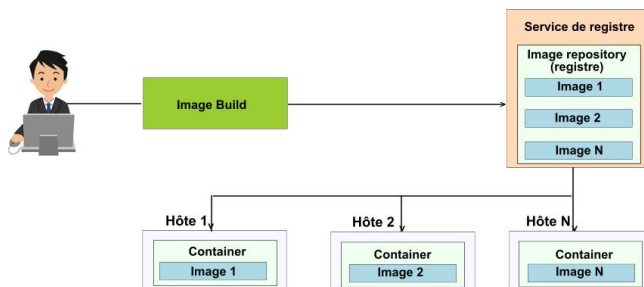 Service de registre
Image repository
(registre)
Image 1
Image Build
Image 2
Image N
Hôte 1
Hôte 2
Hôte N
Container
Container
Container
Image 1
Image 2
Image N